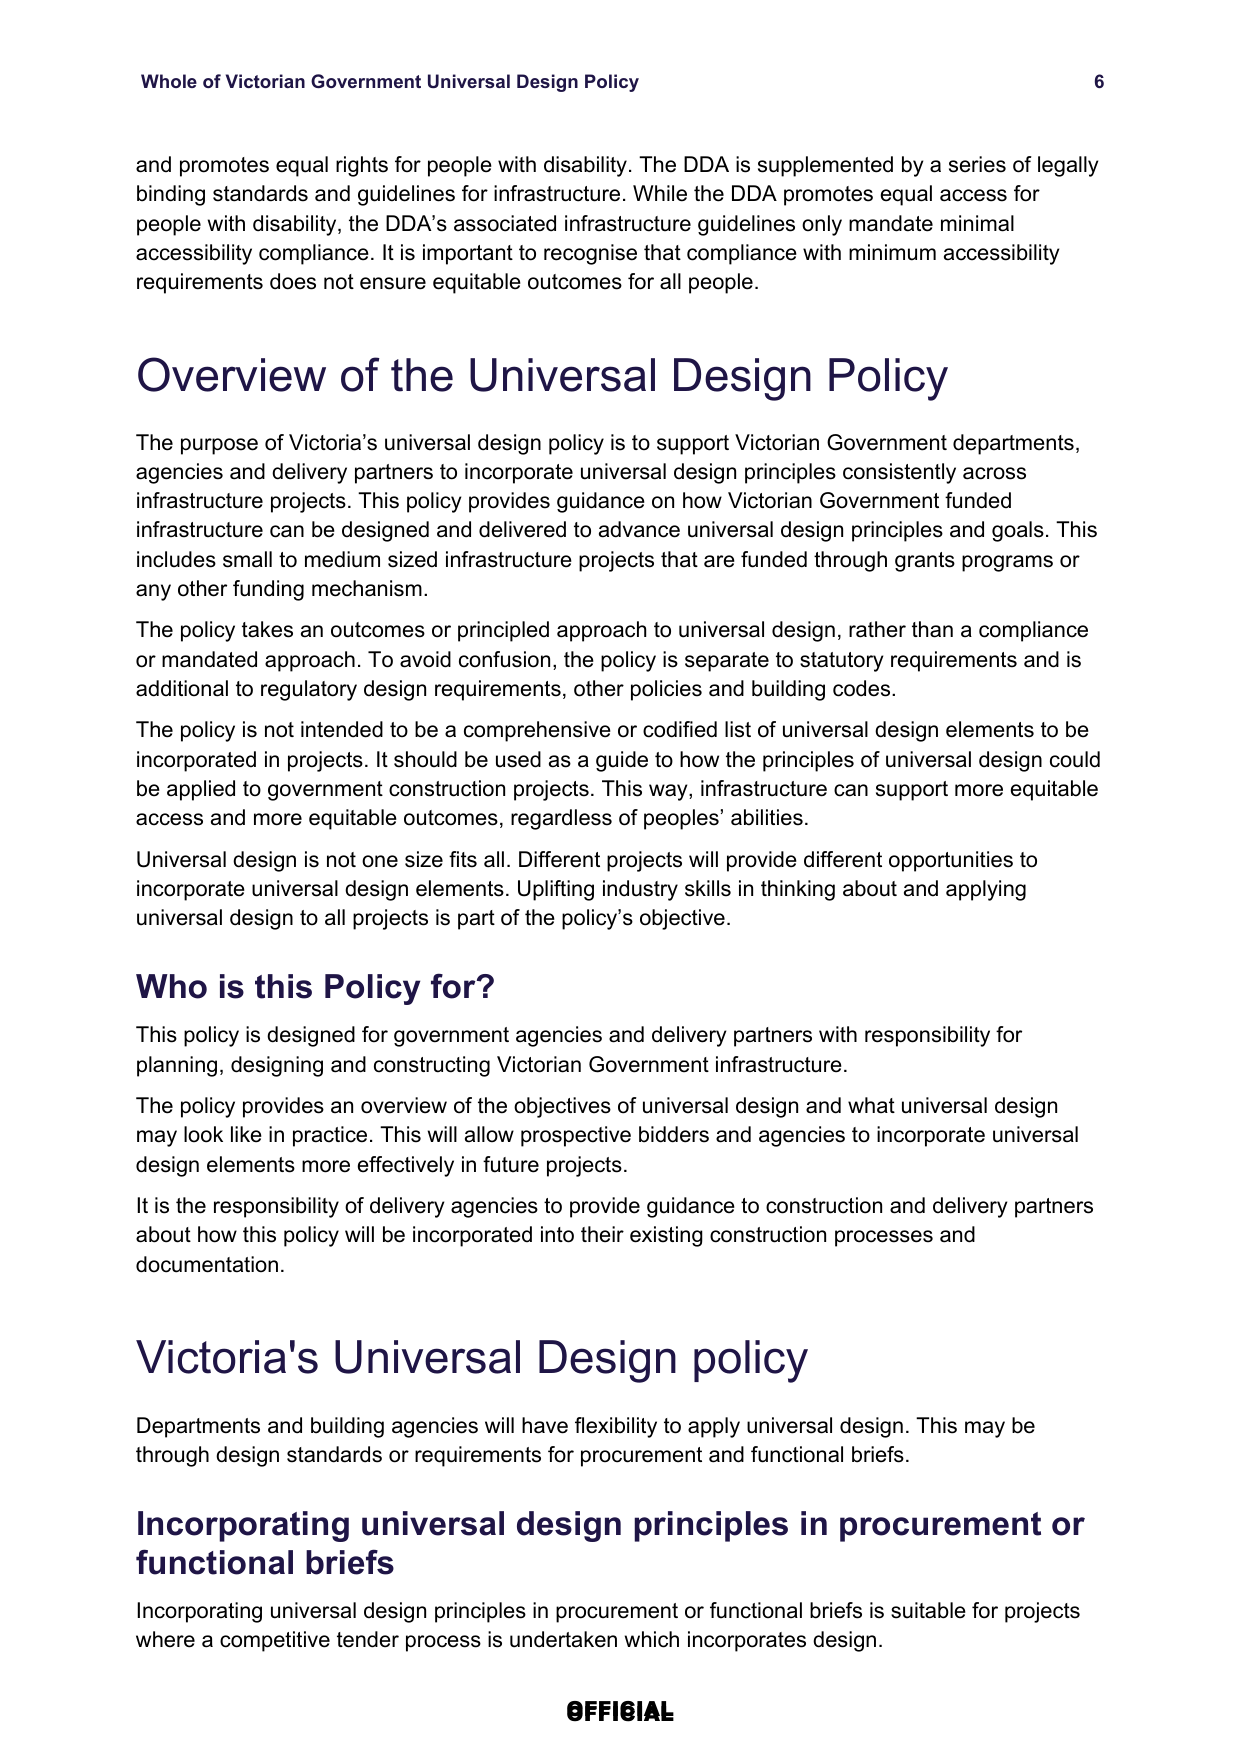 Whole of Victorian Government Universal Design Policy 6
and promotes equal rights for people with disability. The DDA is supplemented by a series of legally
binding standards and guidelines for infrastructure. While the DDA promotes equal access for
people with disability, the DDA’s associated infrastructure guidelines only mandate minimal
accessibility compliance. It is important to recognise that compliance with minimum accessibility
requirements does not ensure equitable outcomes for all people.
Overview of the Universal Design Policy
The purpose of Victoria’s universal design policy is to support Victorian Government departments,
agencies and delivery partners to incorporate universal design principles consistently across
infrastructure projects. This policy provides guidance on how Victorian Government funded
infrastructure can be designed and delivered to advance universal design principles and goals. This
includes small to medium sized infrastructure projects that are funded through grants programs or
any other funding mechanism.
The policy takes an outcomes or principled approach to universal design, rather than a compliance
or mandated approach. To avoid confusion, the policy is separate to statutory requirements and is
additional to regulatory design requirements, other policies and building codes.
The policy is not intended to be a comprehensive or codified list of universal design elements to be
incorporated in projects. It should be used as a guide to how the principles of universal design could
be applied to government construction projects. This way, infrastructure can support more equitable
access and more equitable outcomes, regardless of peoples’ abilities.
Universal design is not one size fits all. Different projects will provide different opportunities to
incorporate universal design elements. Uplifting industry skills in thinking about and applying
universal design to all projects is part of the policy’s objective.
Who is this Policy for?
This policy is designed for government agencies and delivery partners with responsibility for
planning, designing and constructing Victorian Government infrastructure.
The policy provides an overview of the objectives of universal design and what universal design
may look like in practice. This will allow prospective bidders and agencies to incorporate universal
design elements more effectively in future projects.
It is the responsibility of delivery agencies to provide guidance to construction and delivery partners
about how this policy will be incorporated into their existing construction processes and
documentation.
Victoria's Universal Design policy
Departments and building agencies will have flexibility to apply universal design. This may be
through design standards or requirements for procurement and functional briefs.
Incorporating universal design principles in procurement or
functional briefs
Incorporating universal design principles in procurement or functional briefs is suitable for projects
where a competitive tender process is undertaken which incorporates design.
OFFICIAL